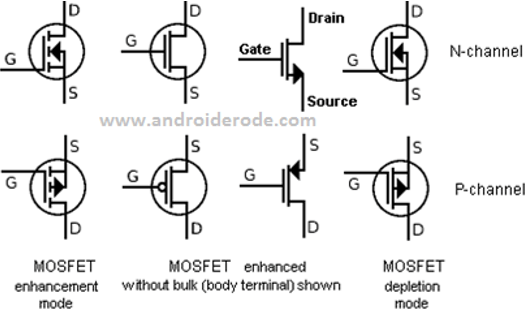 D D Drain D
G G Gate G N-channel
S S Source S
www.androiderode.com
S S S S
G G G G P-channel
D D D D
MOSFET MOSFET enhanced MOSFET
enhancement without bulk (body terminal) shown depletion
mode mode